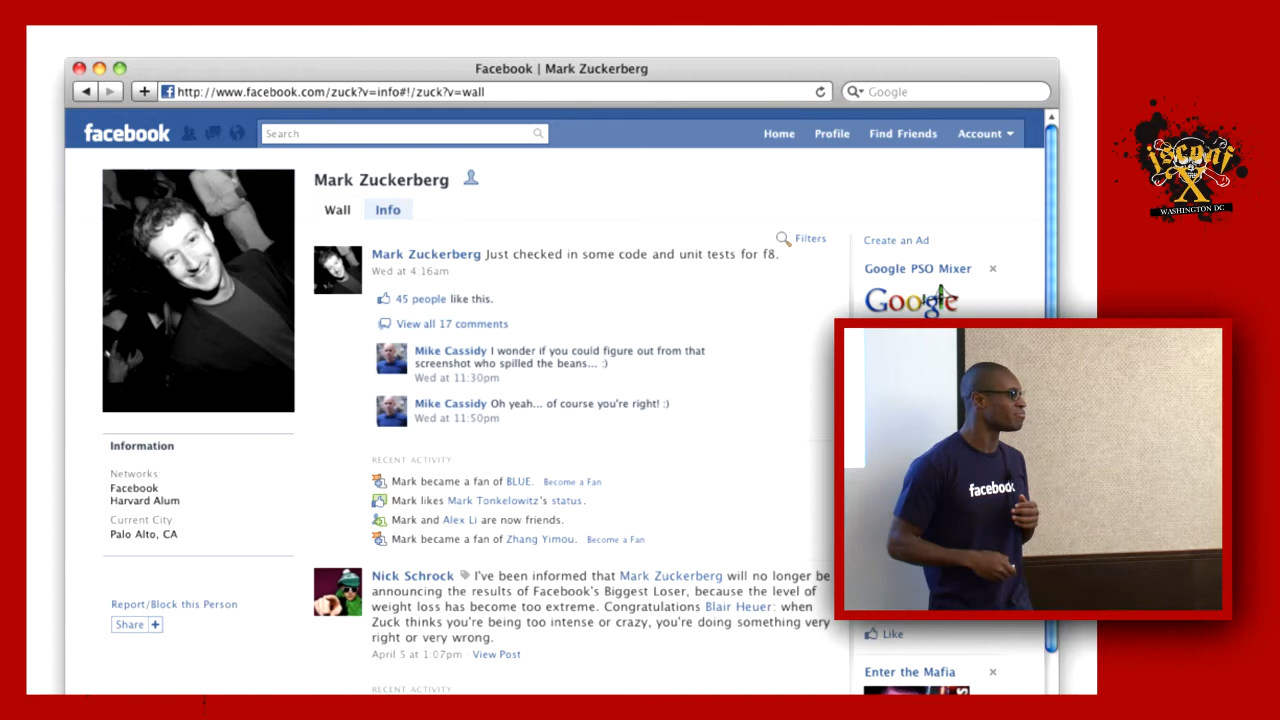 Facebook | Mark Zuckerberg
http://www.facebook.com/zuck?v=info#!/zuck?v=wall
Google
facebook
Search
Home Profile Find Friends Account
Mark Zuckerberg
Wall Info
Filters
Mark Zuckerberg Just checked in some code and unit tests for f8.
Wed at 4:16am
45 people like this.
View all 17 comments
Mike Cassidy I wonder if you could figure out from that
screenshot who spilled the beans... :)
Wed at 11:30pm
Mike Cassidy Oh yeah... of course you're right! :)
Wed at 11:50pm
RECENT ACTIVITY
Mark became a fan of BLUE. Become a Fan
Mark likes Mark Tonkelowitz's status.
Mark and Alex Li are now friends.
Mark became a fan of Zhang Yimou. Become a Fan
Nick Schrock I've been informed that Mark Zuckerberg will no longer be
announcing the results of Facebook's Biggest Loser, because the level of
weight loss has become too extreme. Congratulations Blair Heuer: when
Zuck thinks you're being too intense or crazy, you're doing something very
right or very wrong.
April 5 at 1:07pm · View Post
RECENT ACTIVITY
Information
Networks
Facebook
Harvard Alum
Current City
Palo Alto, CA
Report/Block this Person
Share +
Create an Ad
Google PSO Mixer
Google
Like
Enter the Mafia
jsconf
X
WASHINGTON DC
facebook